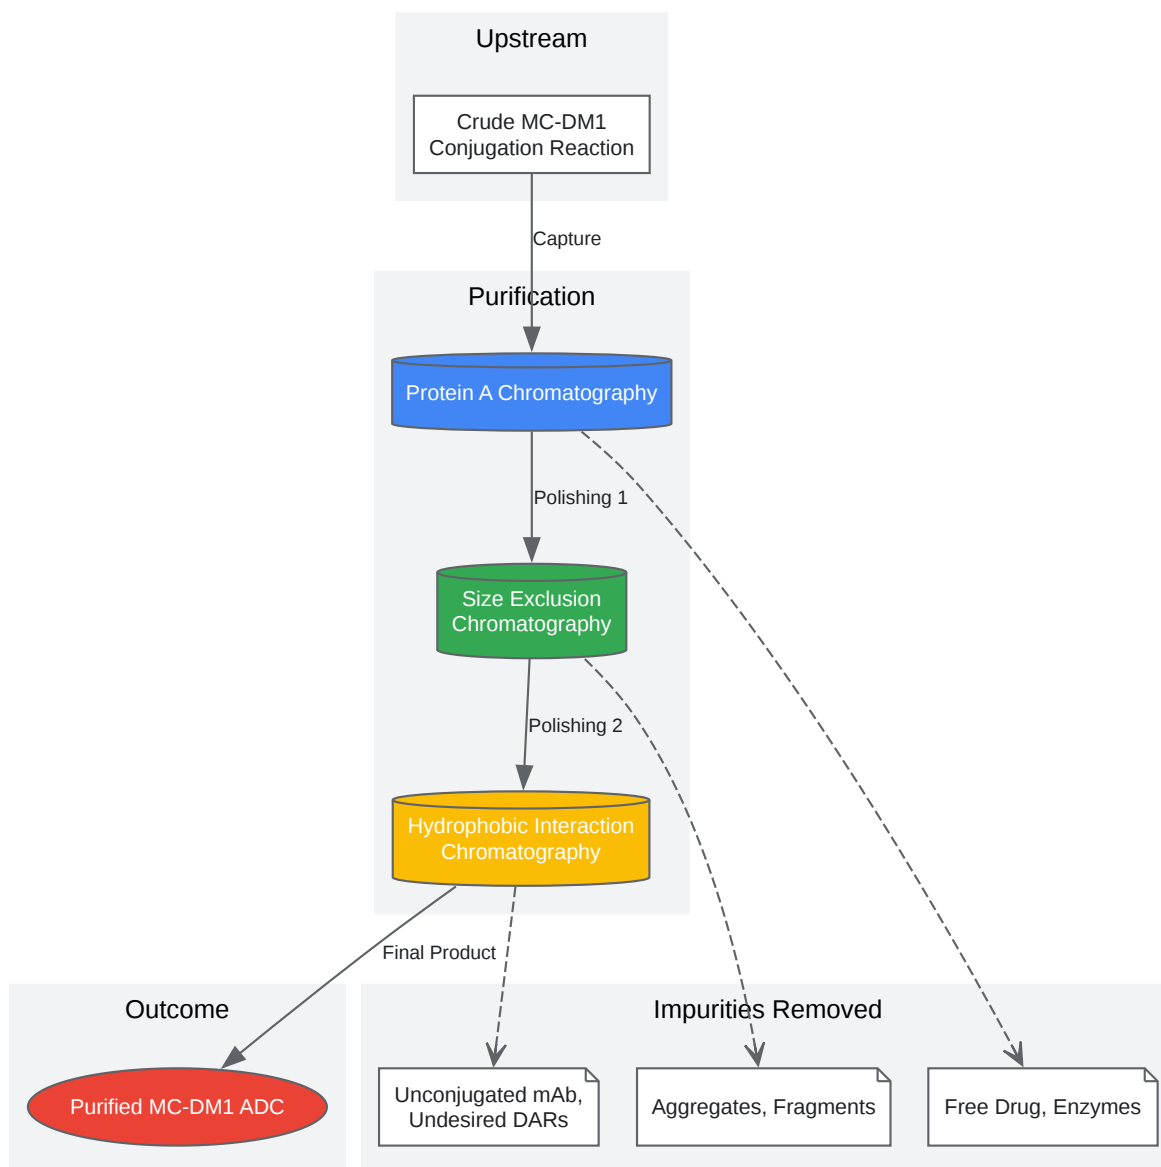 Upstream
Crude MC-DM1
Conjugation Reaction
Capture
Purification
Protein A Chromatography
Polishing 1
Size Exclusion
Chromatography
Polishing 2
Hydrophobic Interaction
Chromatography
Final Product
Outcome
Purified MC-DM1 ADC
Impurities Removed
Unconjugated mAb,
Undesired DARs
Aggregates, Fragments
Free Drug, Enzymes